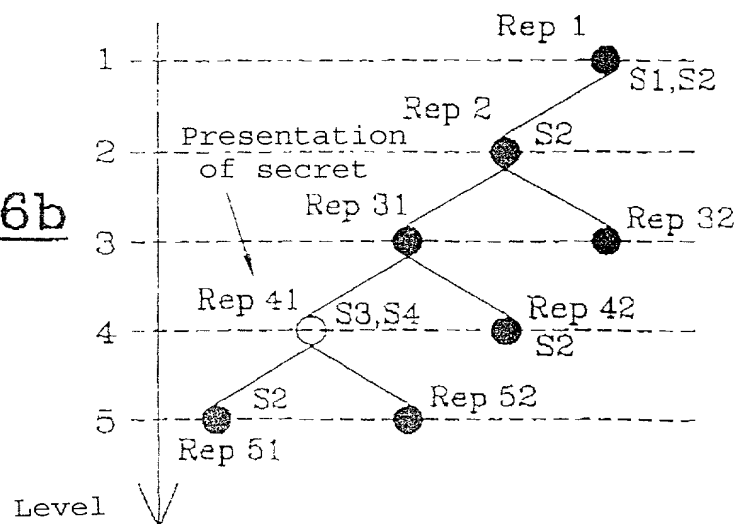 Rep 1
1
S1,S2
Rep 2
S2
Presentation
of secret
2
6b
Rep 31
Rep 32
3
Rep 41
S3,S4
Rep 42
4
S2
S2
Rep 52
5
Rep 51
Level